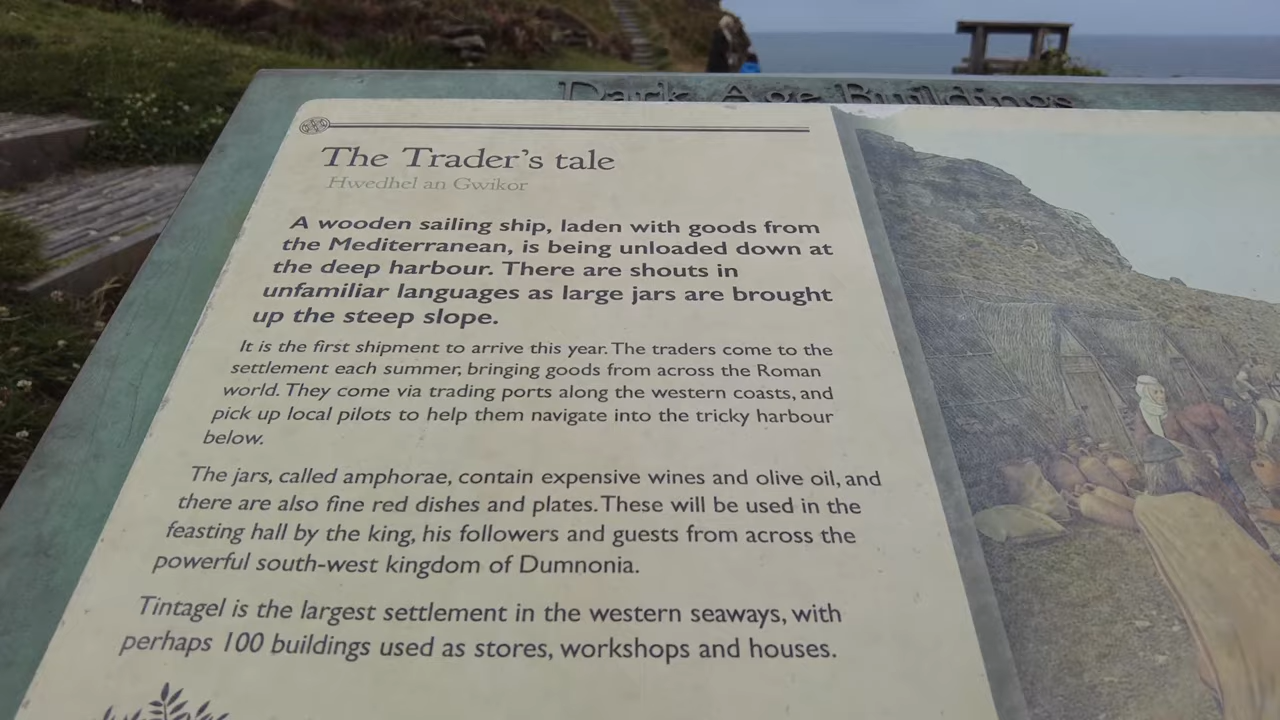 Dark Age Buildings
The Trader's tale
Hwedhel an Gwikor
A wooden sailing ship, laden with goods from
the Mediterranean, is being unloaded down at
the deep harbour. There are shouts in
unfamiliar languages as large jars are brought
up the steep slope.
It is the first shipment to arrive this year. The traders come to the
settlement each summer, bringing goods from across the Roman
world. They come via trading ports along the western coasts, and
pick up local pilots to help them navigate into the tricky harbour
below.
The jars, called amphorae, contain expensive wines and olive oil, and
there are also fine red dishes and plates. These will be used in the
feasting hall by the king, his followers and guests from across the
powerful south-west kingdom of Dumnonia.
Tintagel is the largest settlement in the western seaways, with
perhaps 100 buildings used as stores, workshops and houses.